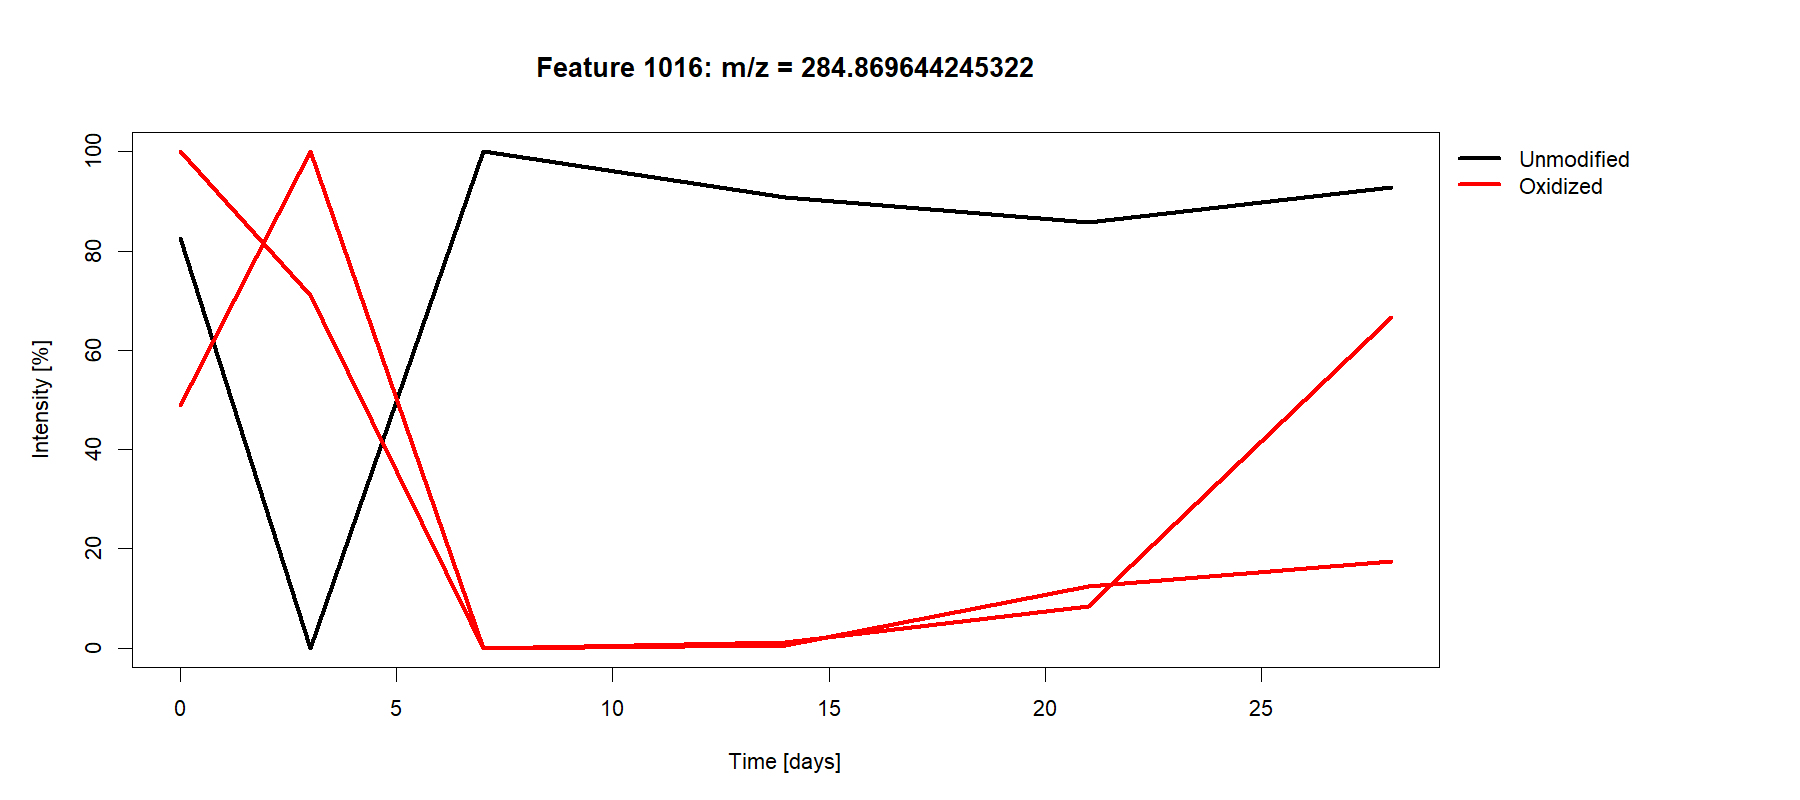 Feature 1016: m/z = 284.869644245322
Unmodified
Oxidized
Intensity [%]
100
80
60
40
20
0
0 5 10 15 20 25
Time [days]